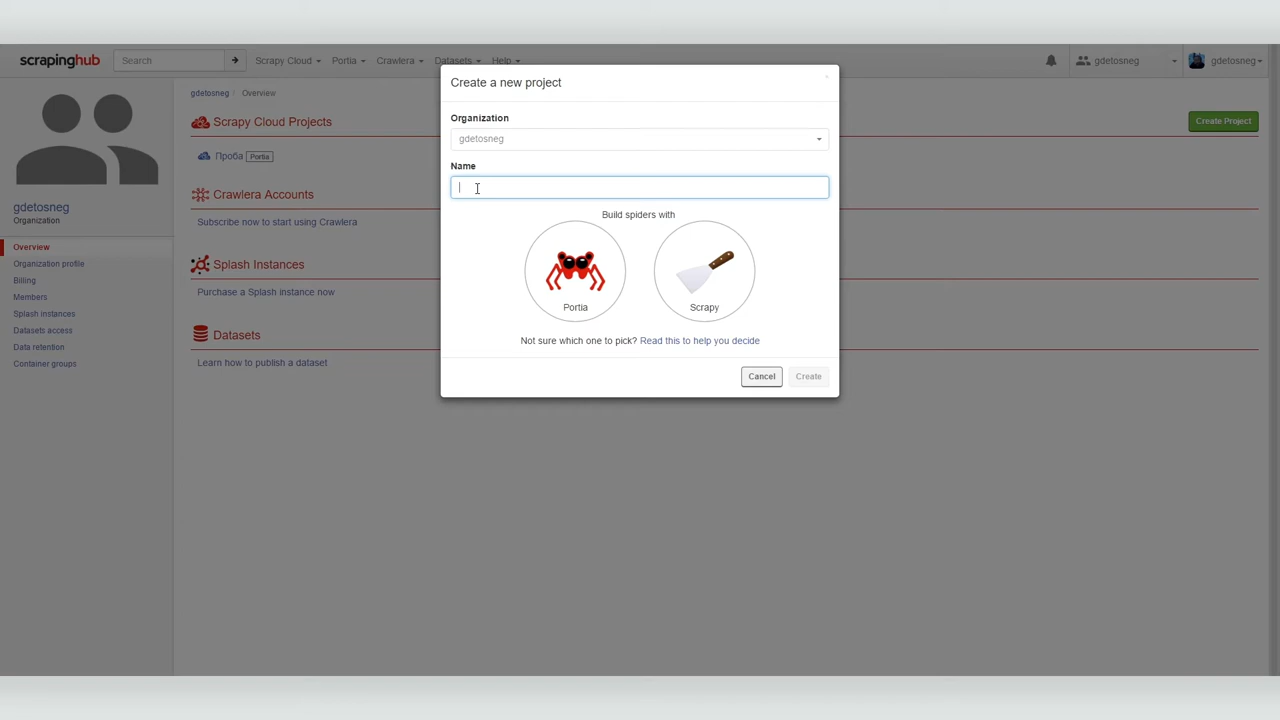 scrapinghub Search Scrapy Cloud Portia Crawlera Datasets Help gdetosneg gdetosneg
gdetosneg
Organization
Overview
Organization profile
Billing
Members
Splash instances
Datasets access
Data retention
Container groups
gdetosneg / Overview
Scrapy Cloud Projects
Create Project
Проба Portia
Crawlera Accounts
Subscribe now to start using Crawlera
Splash Instances
Purchase a Splash instance now
Datasets
Learn how to publish a dataset
Create a new project
Organization
gdetosneg
Name
Build spiders with
Portia
Scrapy
Not sure which one to pick? Read this to help you decide
Cancel Create